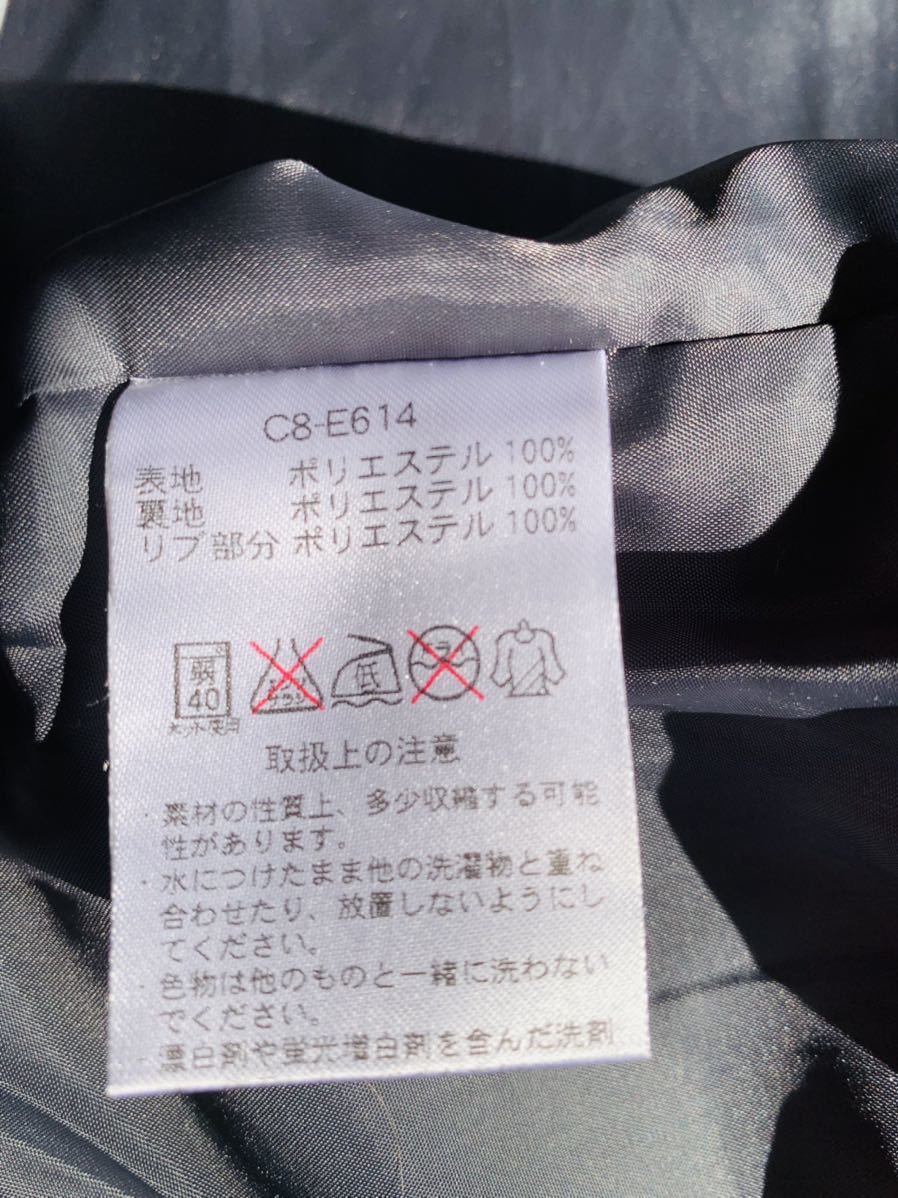 C8-E614
表地 ポリエステル 100%
裏地 ポリエステル 100%
リブ部分 ポリエステル 100%
弱
40
低
ドライ
取扱上の注意
・素材の性質上、多少収縮する可能
性があります。
・水につけたまま他の洗濯物と重ね
合わせたり、放置しないようにし
てください。
・色物は他のものと一緒に洗わない
でください。
・漂白剤や蛍光増白剤を含んだ洗剤